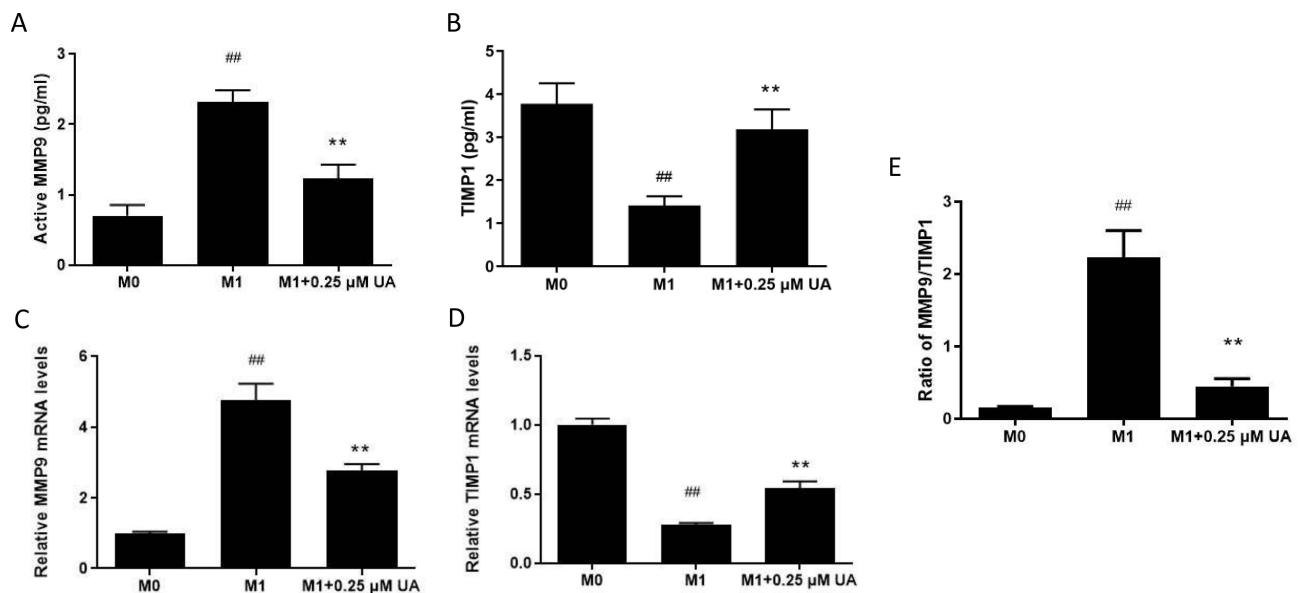 A
Active MMP9 (pg/ml)
3
2
1
0
##
**
M0 M1 M1+0.25 μM UA
B
TIMP1 (pg/ml)
5
4
3
2
1
0
##
**
M0 M1 M1+0.25 μM UA
C
Relative MMP9 mRNA levels
6
4
2
0
##
**
M0 M1 M1+0.25 μM UA
D
Relative TIMP1 mRNA levels
1.5
1.0
0.5
0.0
##
**
M0 M1 M1+0.25 μM UA
E
Ratio of MMP9/TIMP1
3
2
1
0
##
**
M0 M1 M1+0.25 μM UA